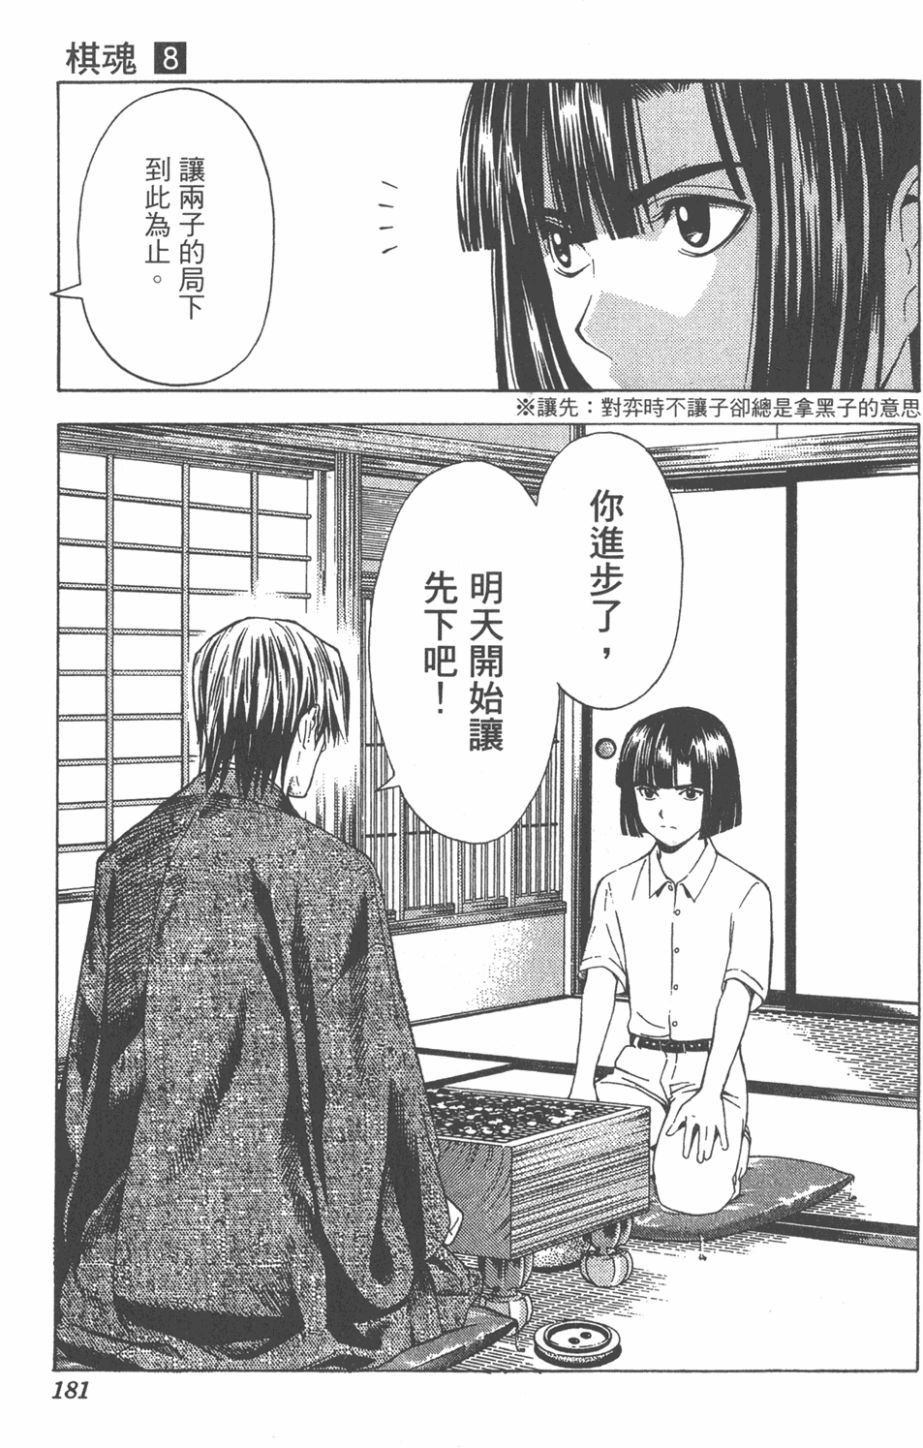 棋魂 8
讓兩子的局下
到此為止。
※讓先：對弈時不讓子卻總是拿黑子的意思
你進步了，
明天開始讓
先下吧！
181